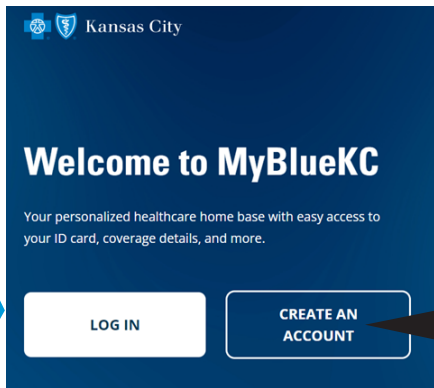 Kansas City
Welcome to MyBlueKC
Your personalized healthcare home base with easy access to
your ID card, coverage details, and more.
LOG IN
CREATE AN
ACCOUNT